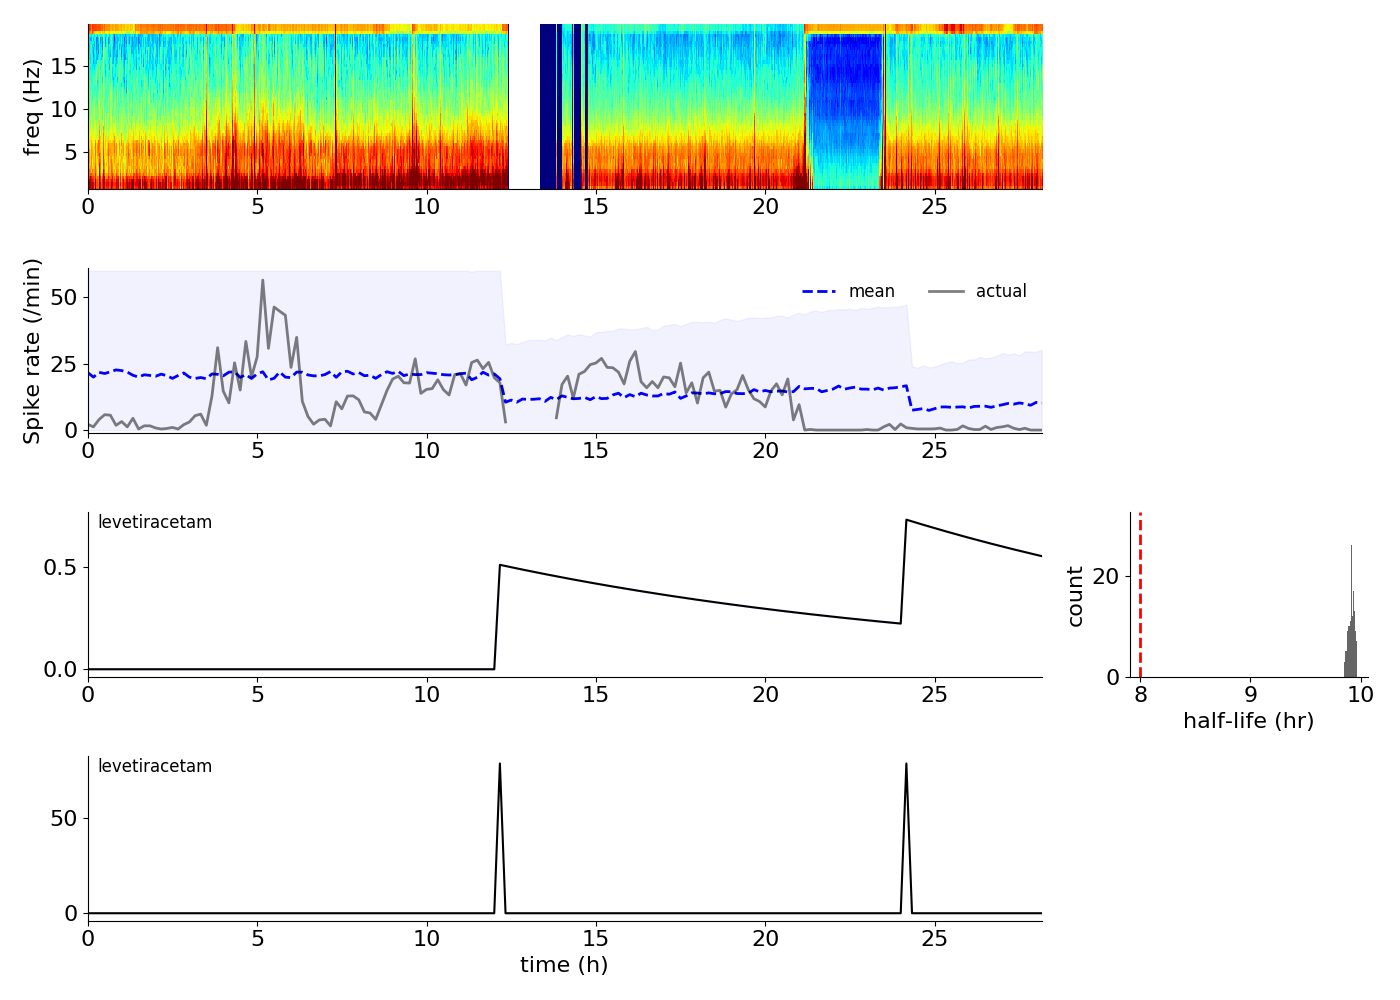 freq (Hz)
15
10
5
0 5 10 15 20 25
Spike rate (/min)
50
25
0
mean actual
0 5 10 15 20 25
levetiracetam
0.5
0.0
0 5 10 15 20 25
count
20
0
8 9 10
half-life (hr)
levetiracetam
50
0
0 5 10 15 20 25
time (h)